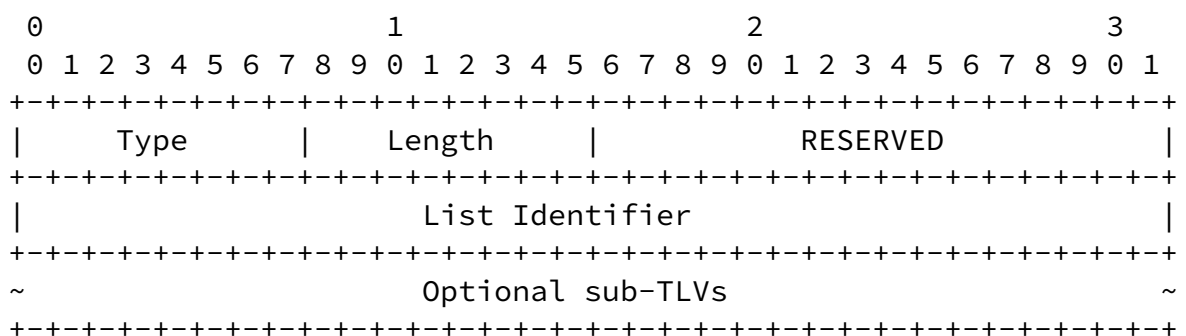 0                   1                   2                   3
 0 1 2 3 4 5 6 7 8 9 0 1 2 3 4 5 6 7 8 9 0 1 2 3 4 5 6 7 8 9 0 1
+-+-+-+-+-+-+-+-+-+-+-+-+-+-+-+-+-+-+-+-+-+-+-+-+-+-+-+-+-+-+-+-+
|     Type      |    Length     |           RESERVED            |
+-+-+-+-+-+-+-+-+-+-+-+-+-+-+-+-+-+-+-+-+-+-+-+-+-+-+-+-+-+-+-+-+
|                      List Identifier                          |
+-+-+-+-+-+-+-+-+-+-+-+-+-+-+-+-+-+-+-+-+-+-+-+-+-+-+-+-+-+-+-+-+
~                      Optional sub-TLVs                        ~
+-+-+-+-+-+-+-+-+-+-+-+-+-+-+-+-+-+-+-+-+-+-+-+-+-+-+-+-+-+-+-+-+